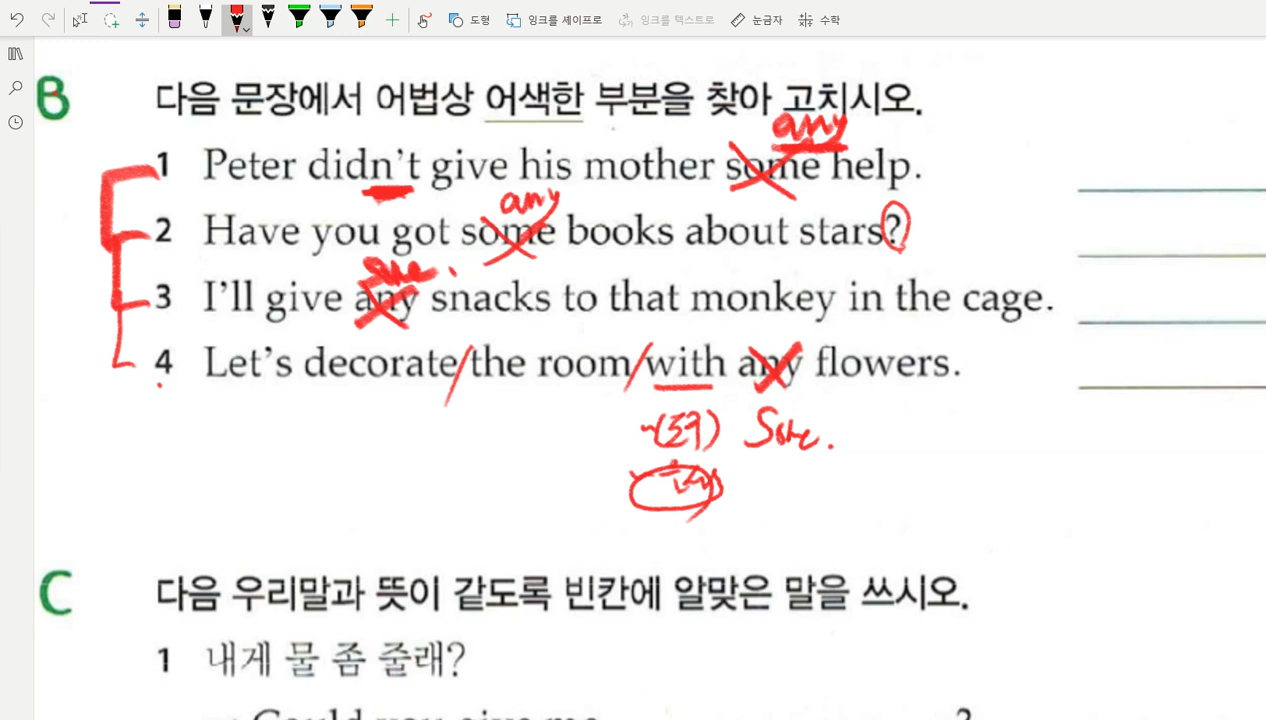 도형 잉크를 셰이프로 잉크를 텍스트로 눈금자 수학
B 다음 문장에서 어법상 어색한 부분을 찾아 고치시오.
any
1 Peter didn't give his mother some help.
any
2 Have you got some books about stars?
3 I'll give any snacks to that monkey in the cage.
4 Let's decorate/the room/with any flowers.
C 다음 우리말과 뜻이 같도록 빈칸에 알맞은 말을 쓰시오.
1 내게 물 좀 줄래?
Could you give me ?